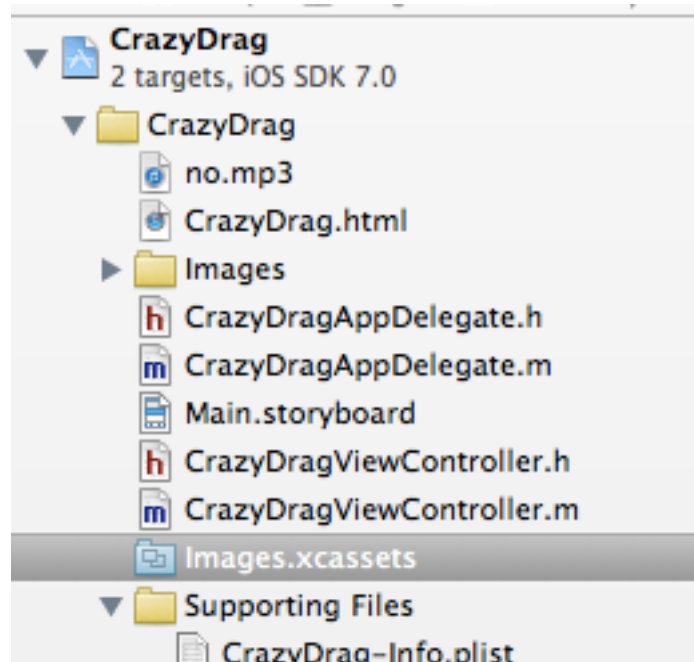 CrazyDrag
2 targets, iOS SDK 7.0
CrazyDrag
no.mp3
CrazyDrag.html
Images
h CrazyDragAppDelegate.h
m CrazyDragAppDelegate.m
Main.storyboard
h CrazyDragViewController.h
m CrazyDragViewController.m
Images.xcassets
Supporting Files
CrazyDrag-Info.plist